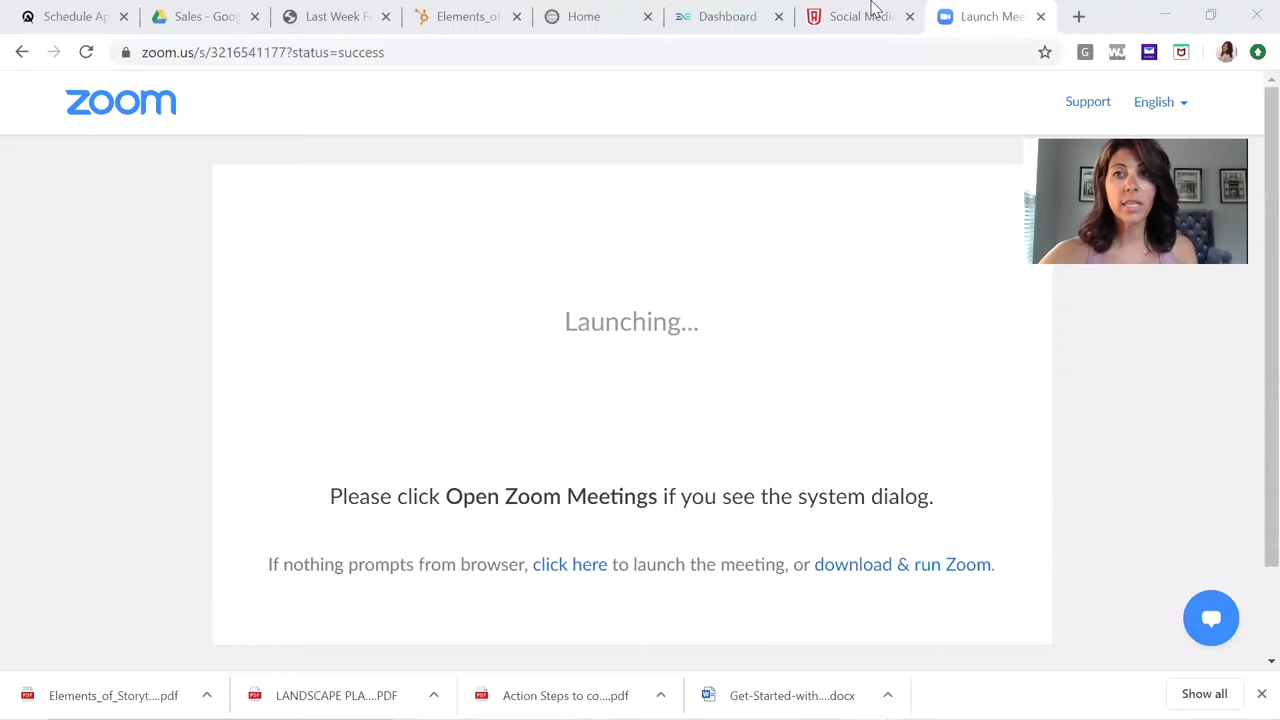 Schedule Ap
Sales - Goog
Last Week F
Elements_of
Home
Dashboard
Social Media
Launch Mee
zoom.us/s/3216541177?status=success
G
zoom
Support
English
Launching...
Please click Open Zoom Meetings if you see the system dialog.
If nothing prompts from browser, click here to launch the meeting, or download & run Zoom.
Elements_of_Storyt....pdf
LANDSCAPE PLA....PDF
Action Steps to co....pdf
Get-Started-with....docx
Show all